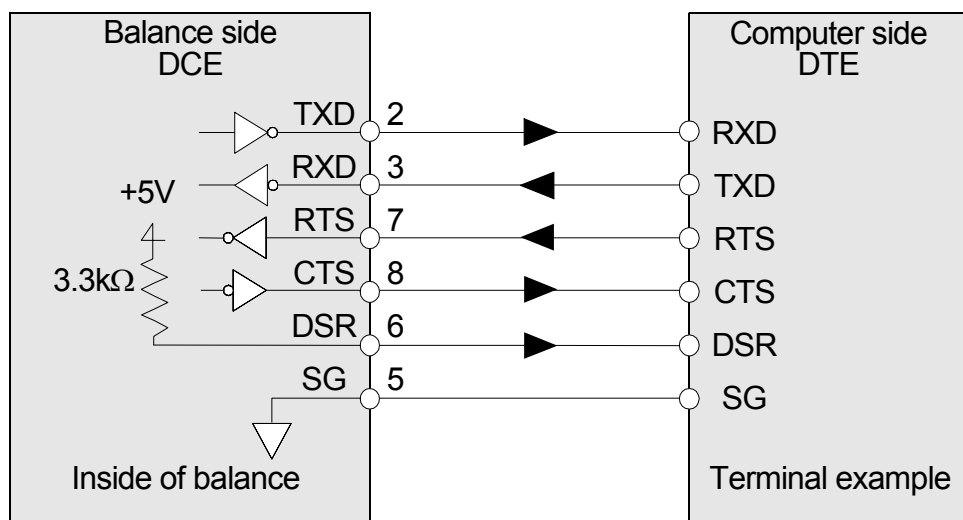 Balance side
DCE
Computer side
DTE
TXD 2
RXD
RXD 3
TXD
+5V
RTS 7
RTS
3.3kΩ
CTS 8
CTS
DSR 6
DSR
SG 5
SG
Inside of balance
Terminal example